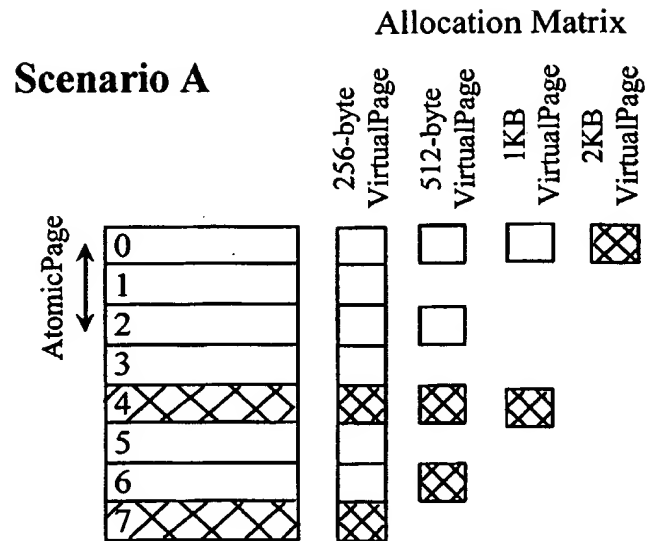 Allocation Matrix
Scenario A
256-byte
VirtualPage
512-byte
VirtualPage
1KB
VirtualPage
2KB
VirtualPage
AtomicPage
0
1
2
3
4
5
6
7